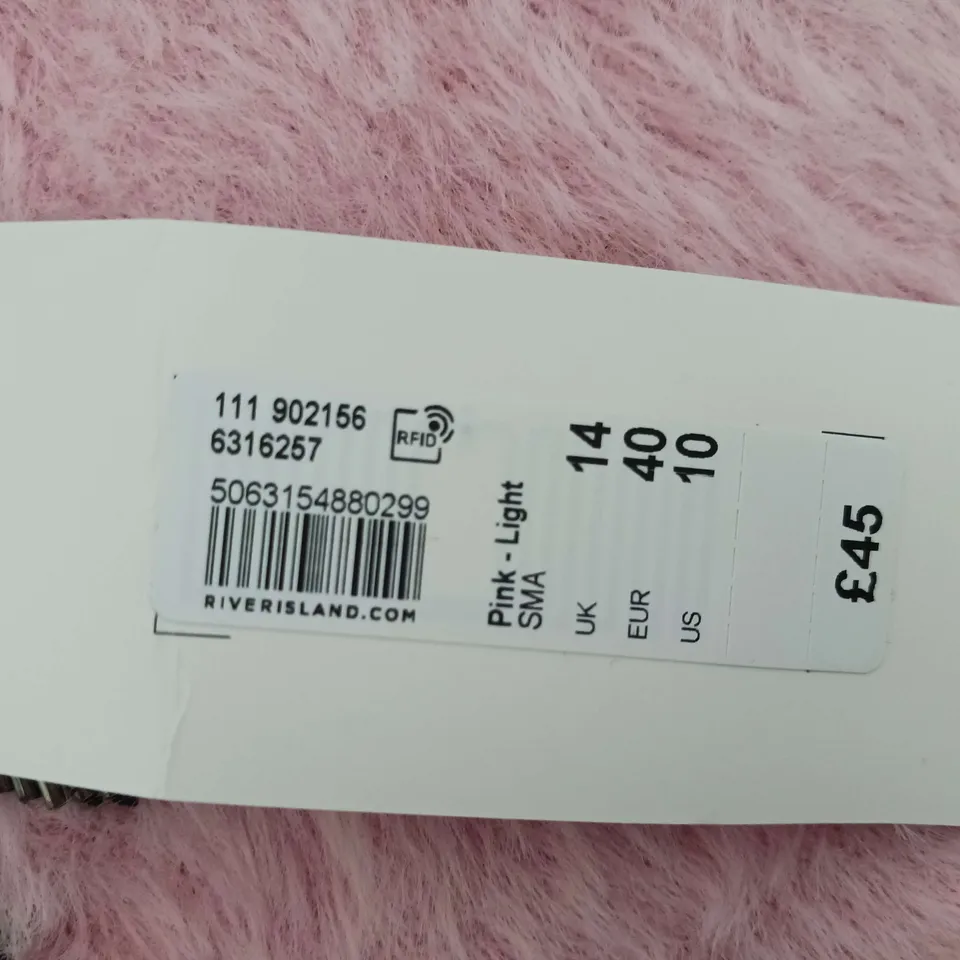 111 902156
6316257
RFID
5063154880299
RIVERISLAND.COM
Pink - Light
SMA
UK 14
EUR 40
US 10
£45